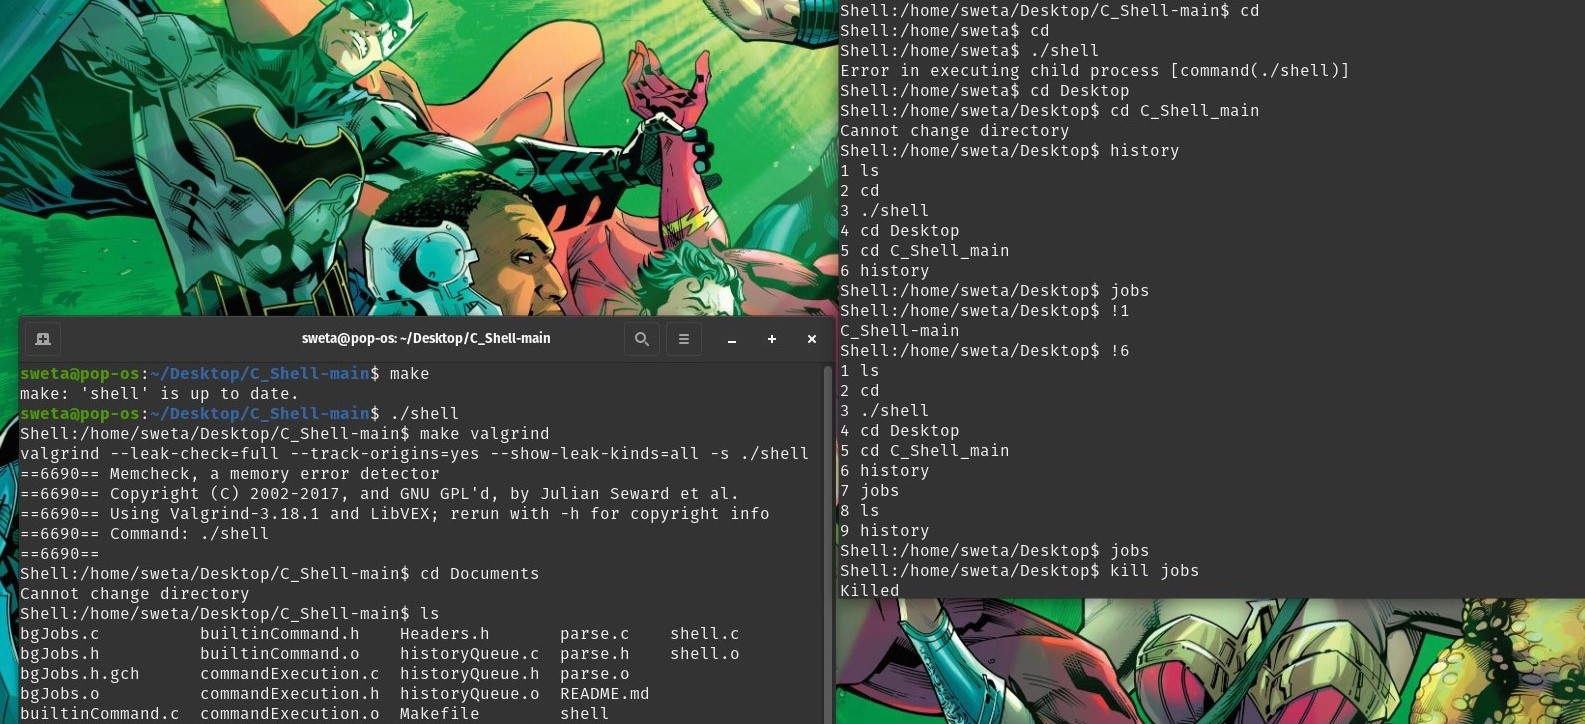 sweta@pop-os: ~/Desktop/C_Shell-main
sweta@pop-os:~/Desktop/C_Shell-main$ make
make: 'shell' is up to date.
sweta@pop-os:~/Desktop/C_Shell-main$ ./shell
Shell:/home/sweta/Desktop/C_Shell-main$ make valgrind
valgrind --leak-check=full --track-origins=yes --show-leak-kinds=all -s ./shell
==6690== Memcheck, a memory error detector
==6690== Copyright (C) 2002-2017, and GNU GPL'd, by Julian Seward et al.
==6690== Using Valgrind-3.18.1 and LibVEX; rerun with -h for copyright info
==6690== Command: ./shell
==6690==
Shell:/home/sweta/Desktop/C_Shell-main$ cd Documents
Cannot change directory
Shell:/home/sweta/Desktop/C_Shell-main$ ls
bgJobs.c builtinCommand.h Headers.h parse.c shell.c
bgJobs.h builtinCommand.o historyQueue.c parse.h shell.o
bgJobs.h.gch commandExecution.c historyQueue.h parse.o
bgJobs.o commandExecution.h historyQueue.o README.md
builtinCommand.c commandExecution.o Makefile shell
Shell:/home/sweta/Desktop/C_Shell-main$ cd
Shell:/home/sweta$ cd
Shell:/home/sweta$ ./shell
Error in executing child process [command(./shell)]
Shell:/home/sweta$ cd Desktop
Shell:/home/sweta/Desktop$ cd C_Shell_main
Cannot change directory
Shell:/home/sweta/Desktop$ history
1 ls
2 cd
3 ./shell
4 cd Desktop
5 cd C_Shell_main
6 history
Shell:/home/sweta/Desktop$ jobs
Shell:/home/sweta/Desktop$ !1
C_Shell-main
Shell:/home/sweta/Desktop$ !6
1 ls
2 cd
3 ./shell
4 cd Desktop
5 cd C_Shell_main
6 history
7 jobs
8 ls
9 history
Shell:/home/sweta/Desktop$ jobs
Shell:/home/sweta/Desktop$ kill jobs
Killed